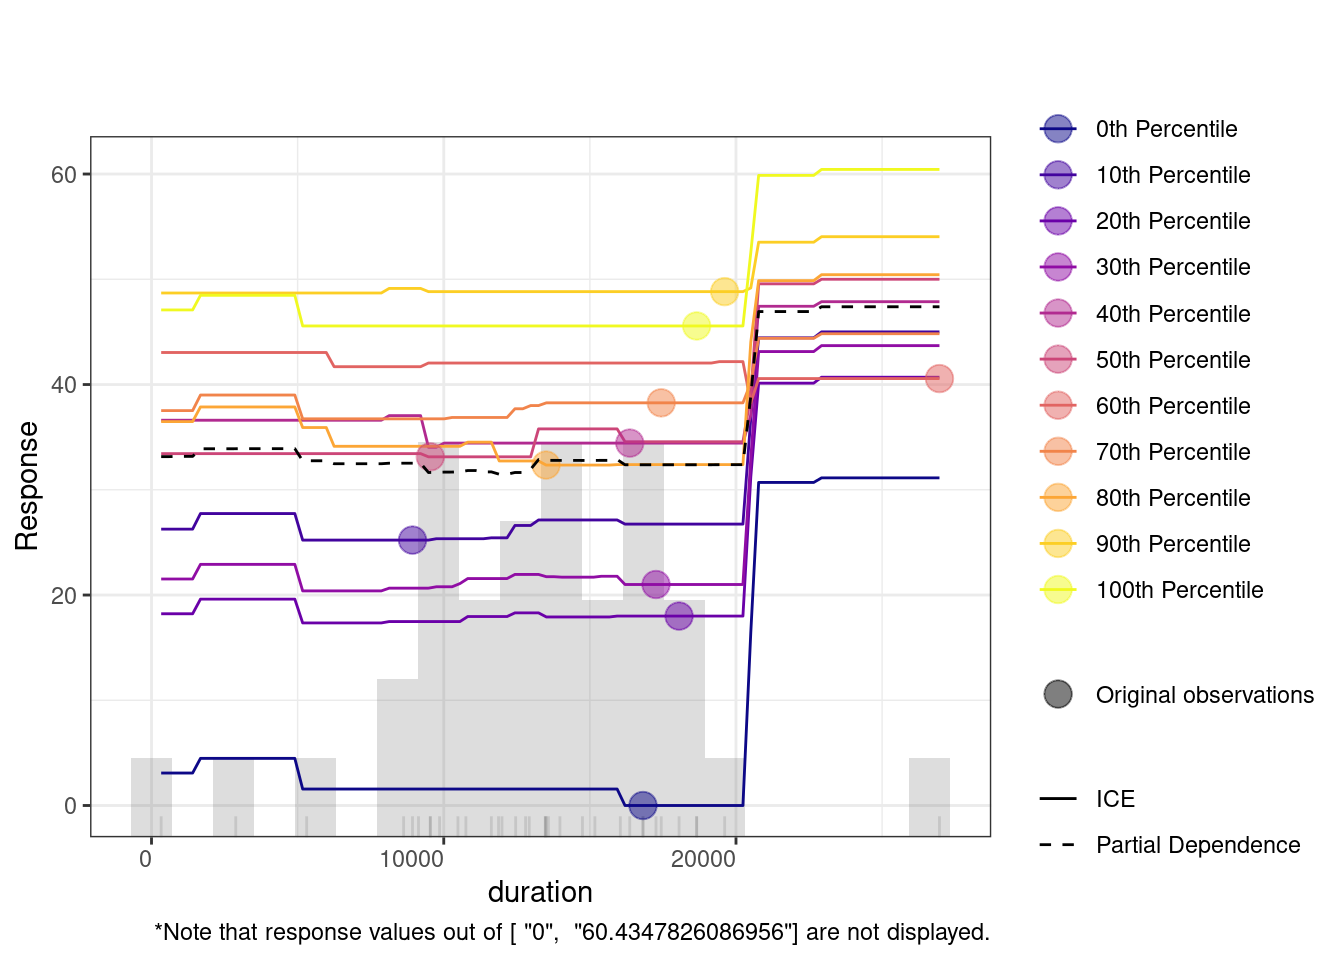 60
40
20
0
Response
0
10000
20000
duration
*Note that response values out of [ "0",  "60.4347826086956"] are not displayed.
0th Percentile
10th Percentile
20th Percentile
30th Percentile
40th Percentile
50th Percentile
60th Percentile
70th Percentile
80th Percentile
90th Percentile
100th Percentile
Original observations
ICE
Partial Dependence